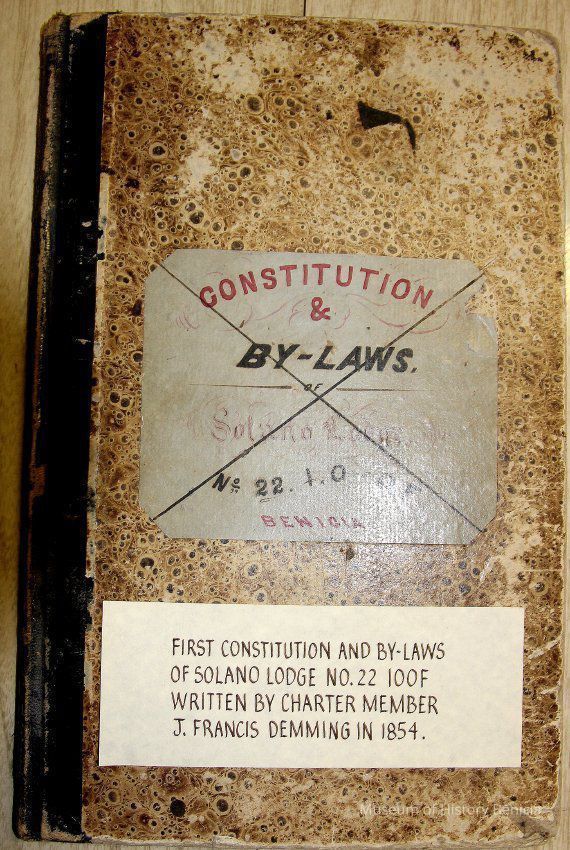 CONSTITUTION
&
BY-LAWS.
OF
Solano
No 22. I. O
BENICIA
FIRST CONSTITUTION AND BY-LAWS
OF SOLANO LODGE NO. 22 IOOF
WRITTEN BY CHARTER MEMBER
J. FRANCIS DEMMING IN 1854.
Museum of History Benicia